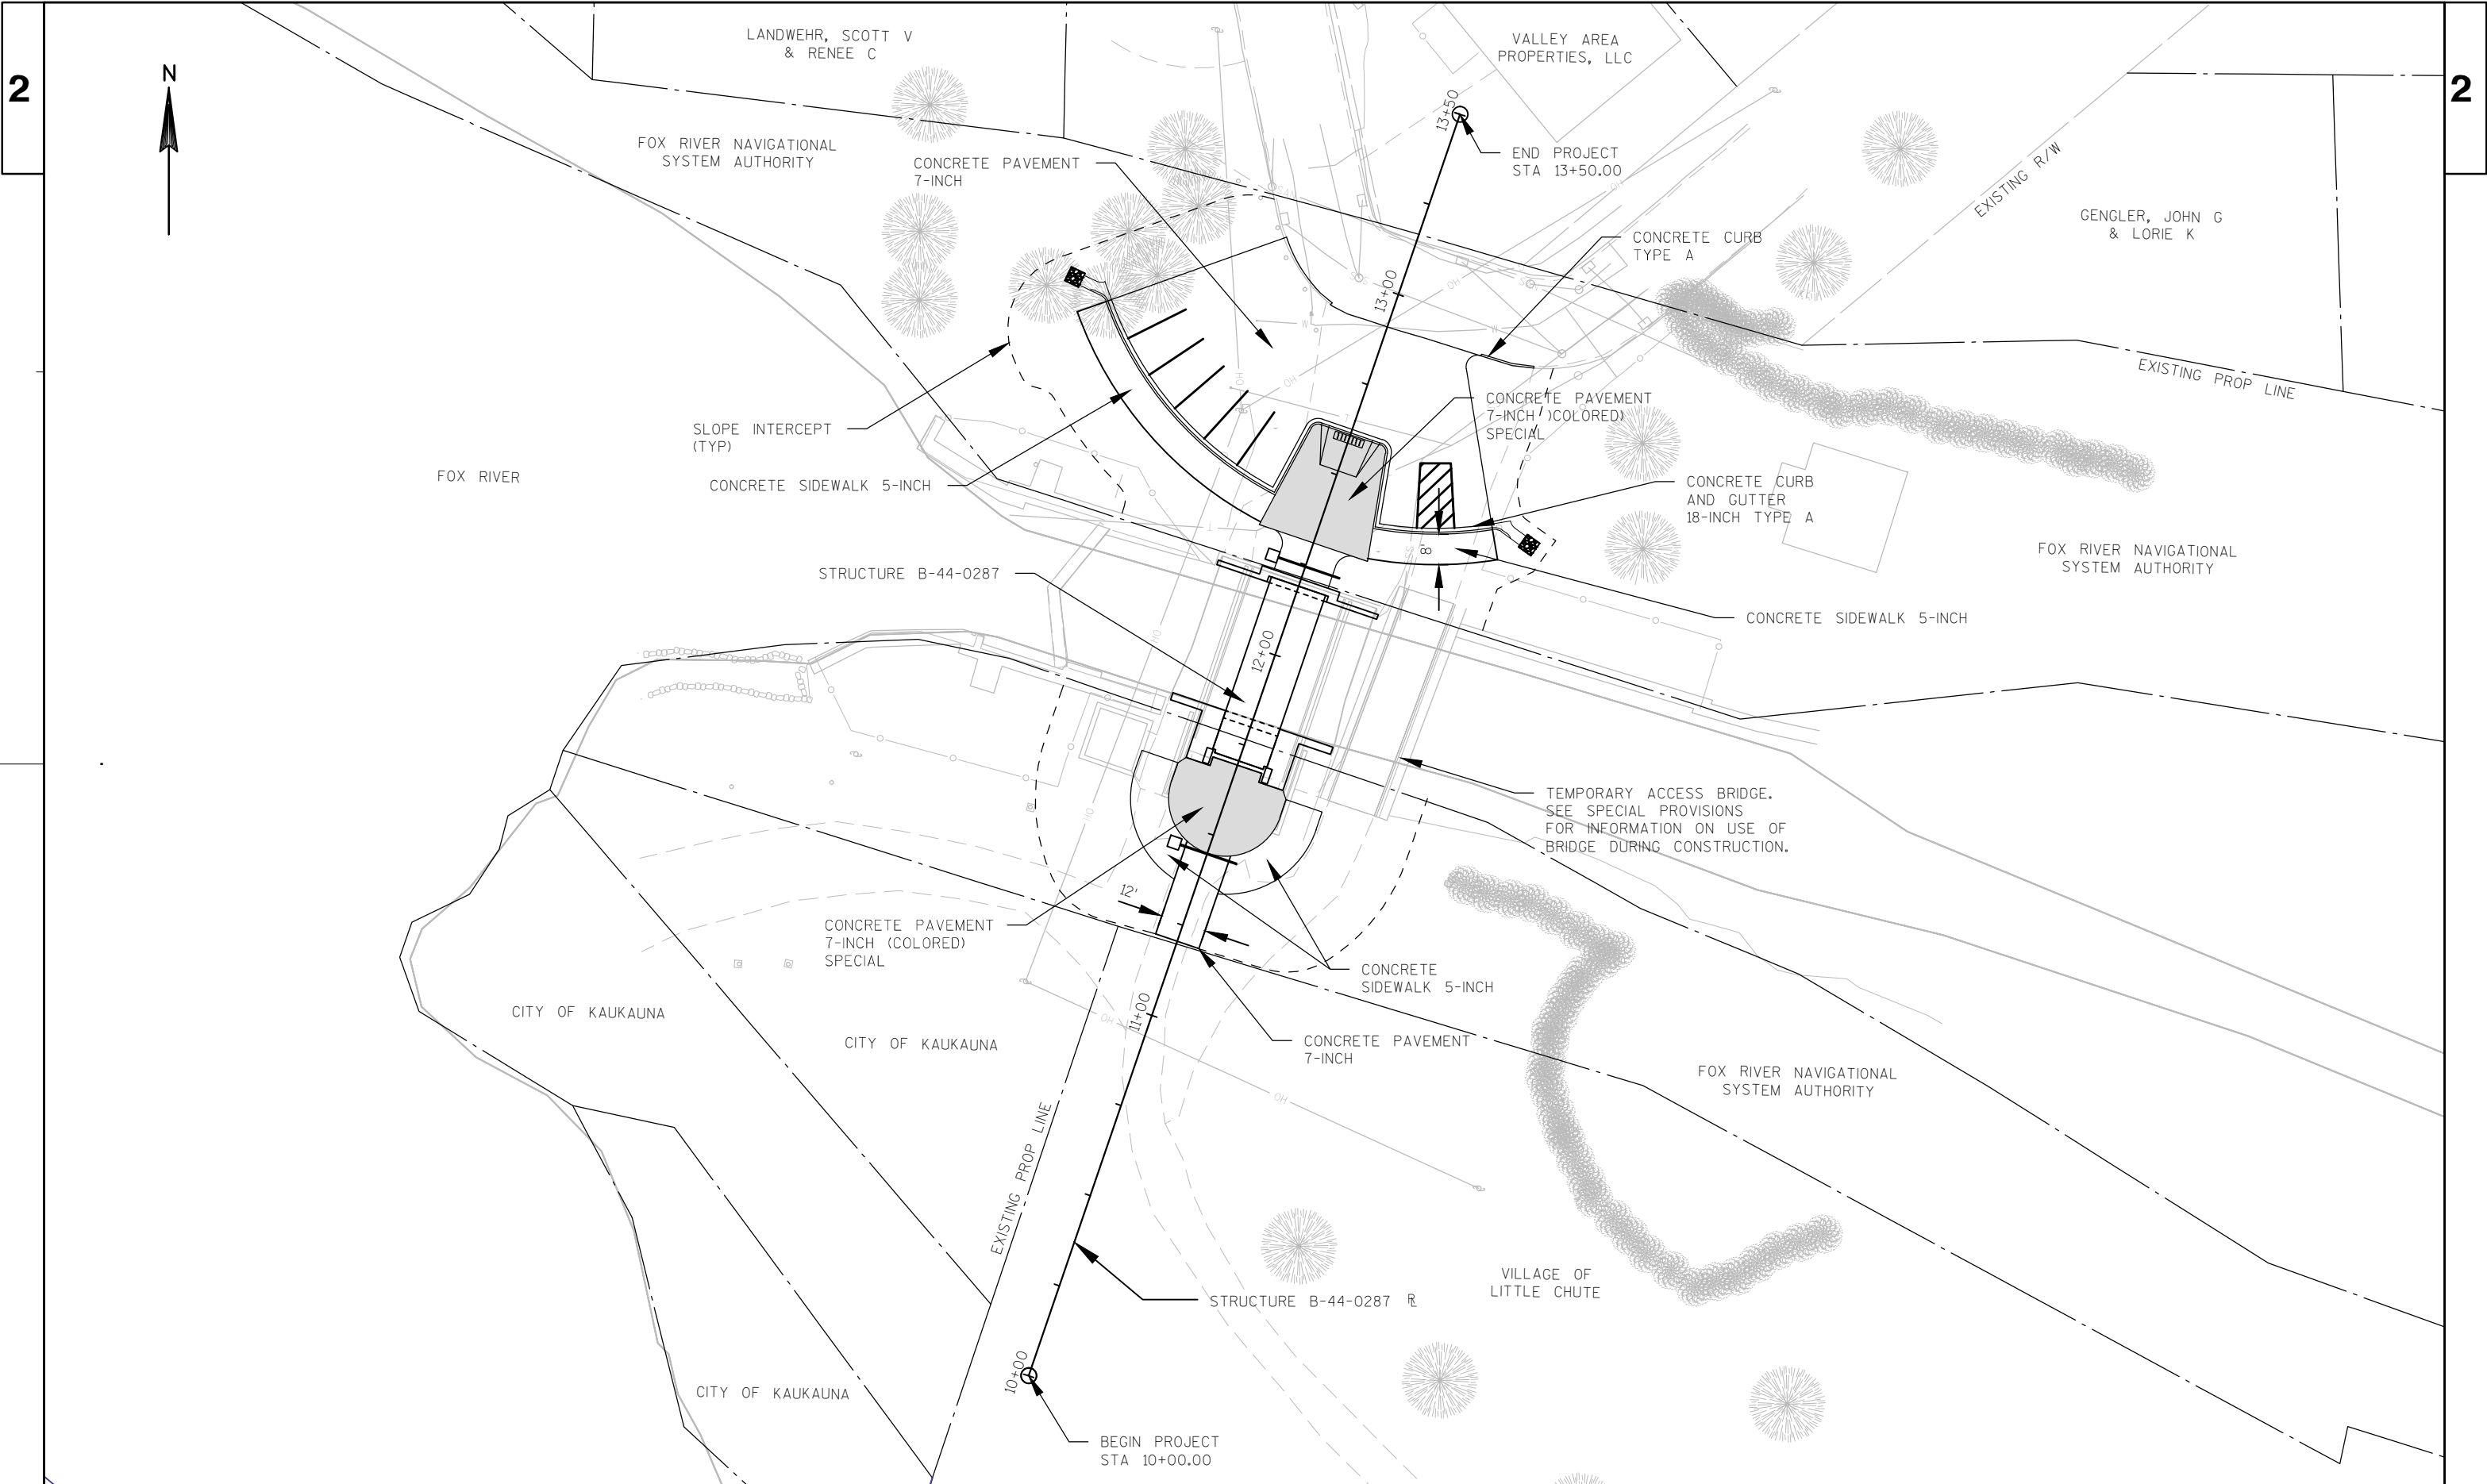 2
2
N
LANDWEHR, SCOTT V
& RENEE C
VALLEY AREA
PROPERTIES, LLC
13+50
END PROJECT
STA 13+50.00
FOX RIVER NAVIGATIONAL
SYSTEM AUTHORITY
CONCRETE PAVEMENT
7-INCH
EXISTING R/W
GENGLER, JOHN G
& LORIE K
CONCRETE CURB
TYPE A
13+00
EXISTING PROP LINE
SLOPE INTERCEPT
(TYP)
CONCRETE PAVEMENT
7-INCH (COLORED)
SPECIAL
FOX RIVER
CONCRETE SIDEWALK 5-INCH
CONCRETE CURB
AND GUTTER
18-INCH TYPE A
8'
FOX RIVER NAVIGATIONAL
SYSTEM AUTHORITY
STRUCTURE B-44-0287
CONCRETE SIDEWALK 5-INCH
12+00
TEMPORARY ACCESS BRIDGE.
SEE SPECIAL PROVISIONS
FOR INFORMATION ON USE OF
BRIDGE DURING CONSTRUCTION.
12'
CONCRETE PAVEMENT
7-INCH (COLORED)
SPECIAL
CONCRETE
SIDEWALK 5-INCH
CITY OF KAUKAUNA
CITY OF KAUKAUNA
11+00
CONCRETE PAVEMENT
7-INCH
OH
OH
OH
OH
OH
OH
W
W
FOX RIVER NAVIGATIONAL
SYSTEM AUTHORITY
EXISTING PROP LINE
VILLAGE OF
LITTLE CHUTE
STRUCTURE B-44-0287 PL
10+00
CITY OF KAUKAUNA
BEGIN PROJECT
STA 10+00.00